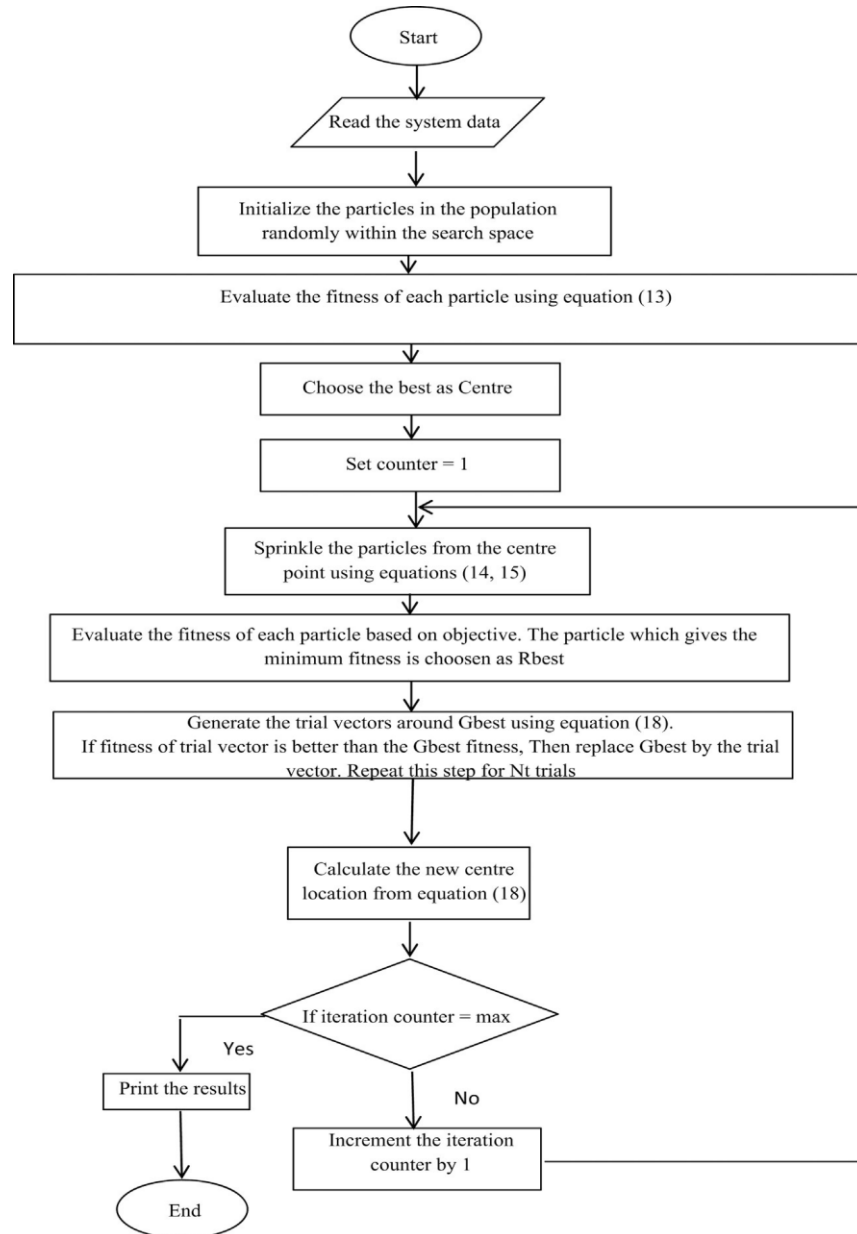 Start
Read the system data
Initialize the particles in the population
randomly within the search space
Evaluate the fitness of each particle using equation (13)
Choose the best as Centre
Set counter = 1
Sprinkle the particles from the centre
point using equations (14, 15)
Evaluate the fitness of each particle based on objective. The particle which gives the
minimum fitness is choosen as Rbest
Generate the trial vectors around Gbest using equation (18).
If fitness of trial vector is better than the Gbest fitness, Then replace Gbest by the trial
vector. Repeat this step for Nt trials
Calculate the new centre
location from equation (18)
If iteration counter = max
Yes
Print the results
No
Increment the iteration
counter by 1
End